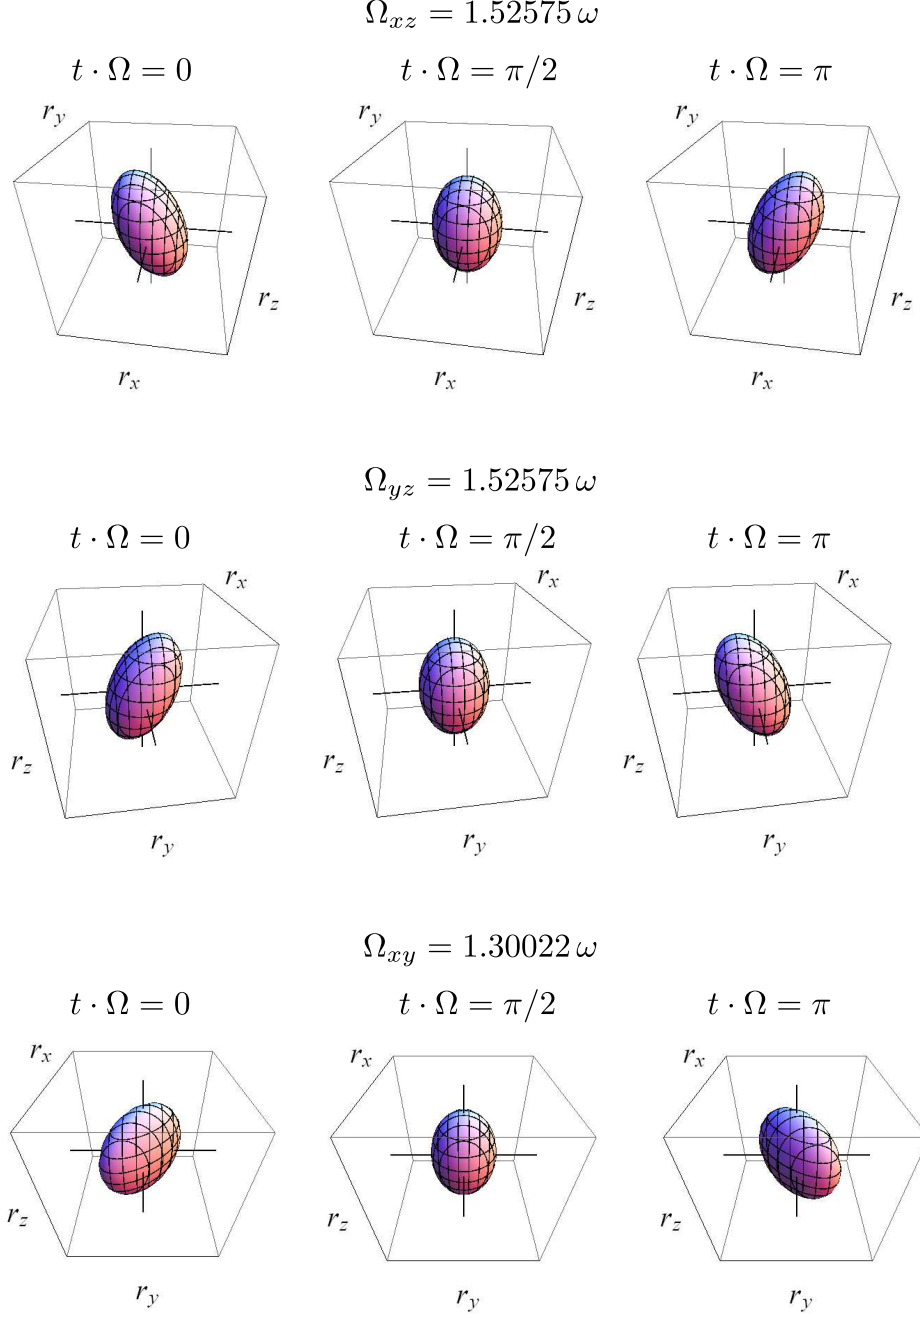 Ω_{xz} = 1.52575 ω
t · Ω = 0 t · Ω = π/2 t · Ω = π
r_y r_y r_y
r_z r_z r_z
r_x r_x r_x
Ω_{yz} = 1.52575 ω
t · Ω = 0 t · Ω = π/2 t · Ω = π
r_x r_x r_x
r_z r_z r_z
r_y r_y r_y
Ω_{xy} = 1.30022 ω
t · Ω = 0 t · Ω = π/2 t · Ω = π
r_x r_x r_x
r_z r_z r_z
r_y r_y r_y